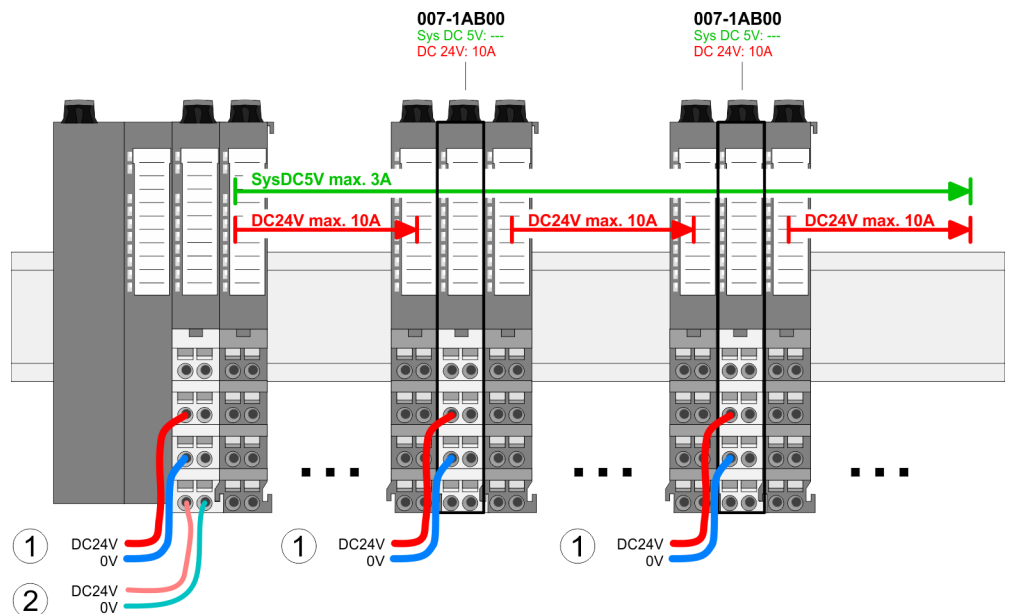 007-1AB00
Sys DC 5V: ---
DC 24V: 10A
007-1AB00
Sys DC 5V: ---
DC 24V: 10A
SysDC5V max. 3A
DC24V max. 10A
DC24V max. 10A
DC24V max. 10A
1
DC24V
0V
1
DC24V
0V
1
DC24V
0V
2
DC24V
0V